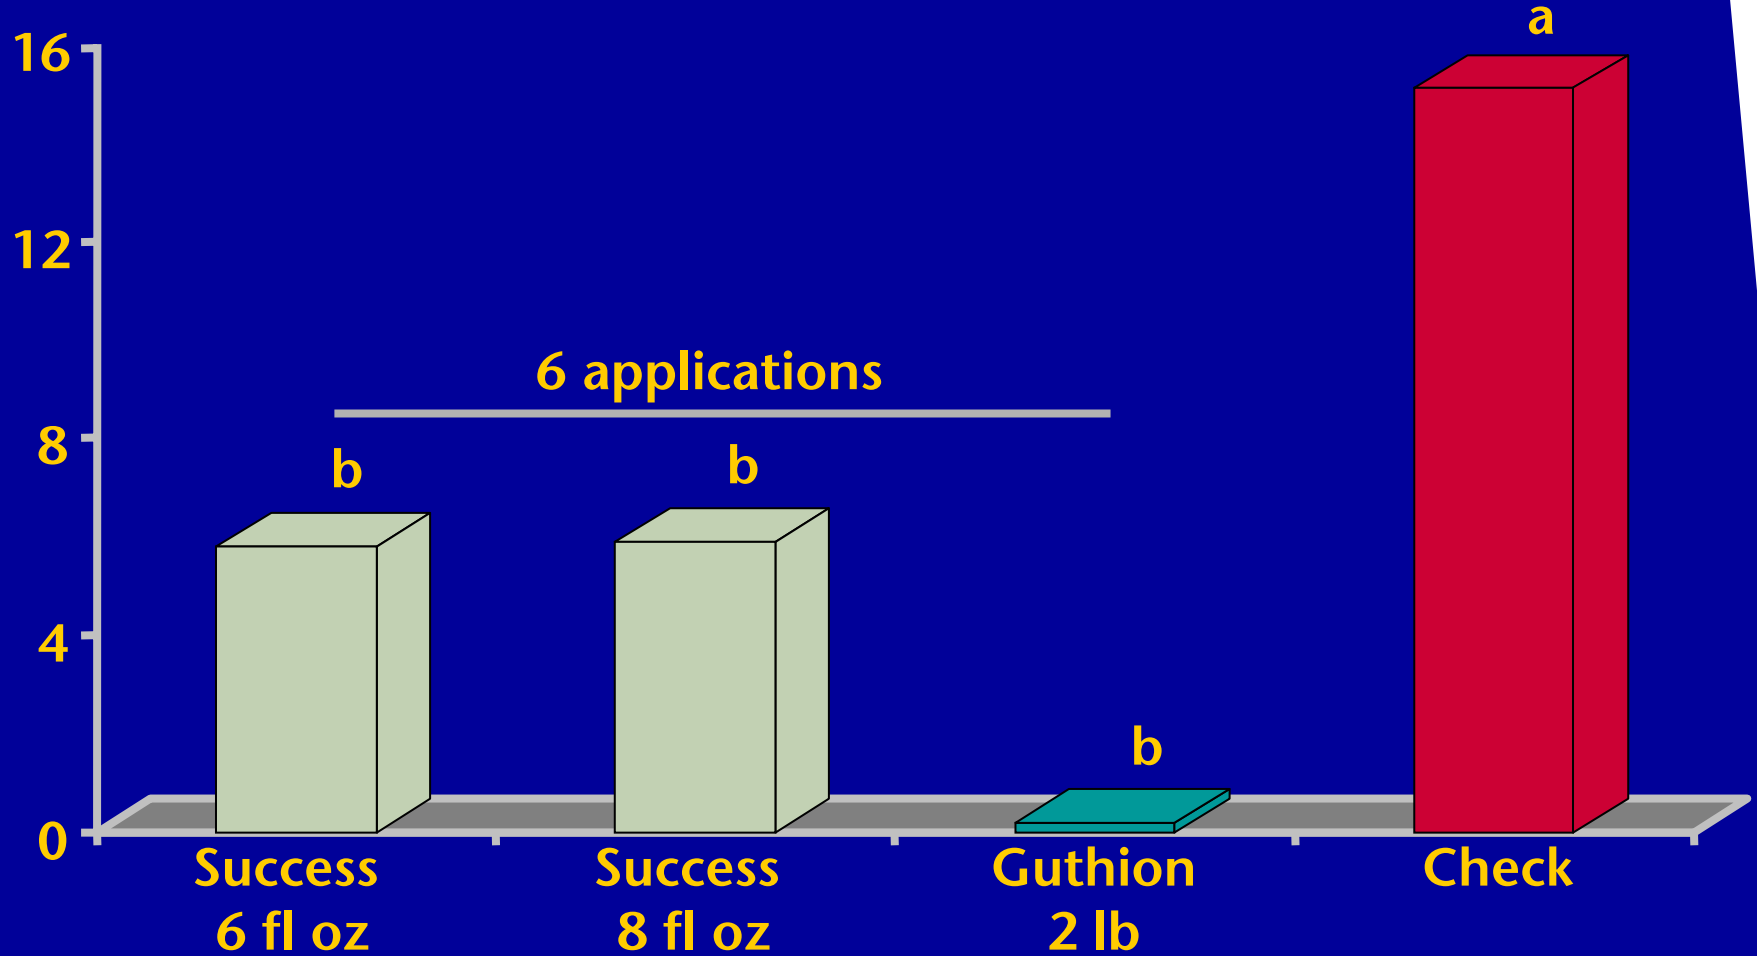 a
16
12
6 applications
8
b b
4
b
0
Success Success Guthion Check
6 fl oz 8 fl oz 2 lb